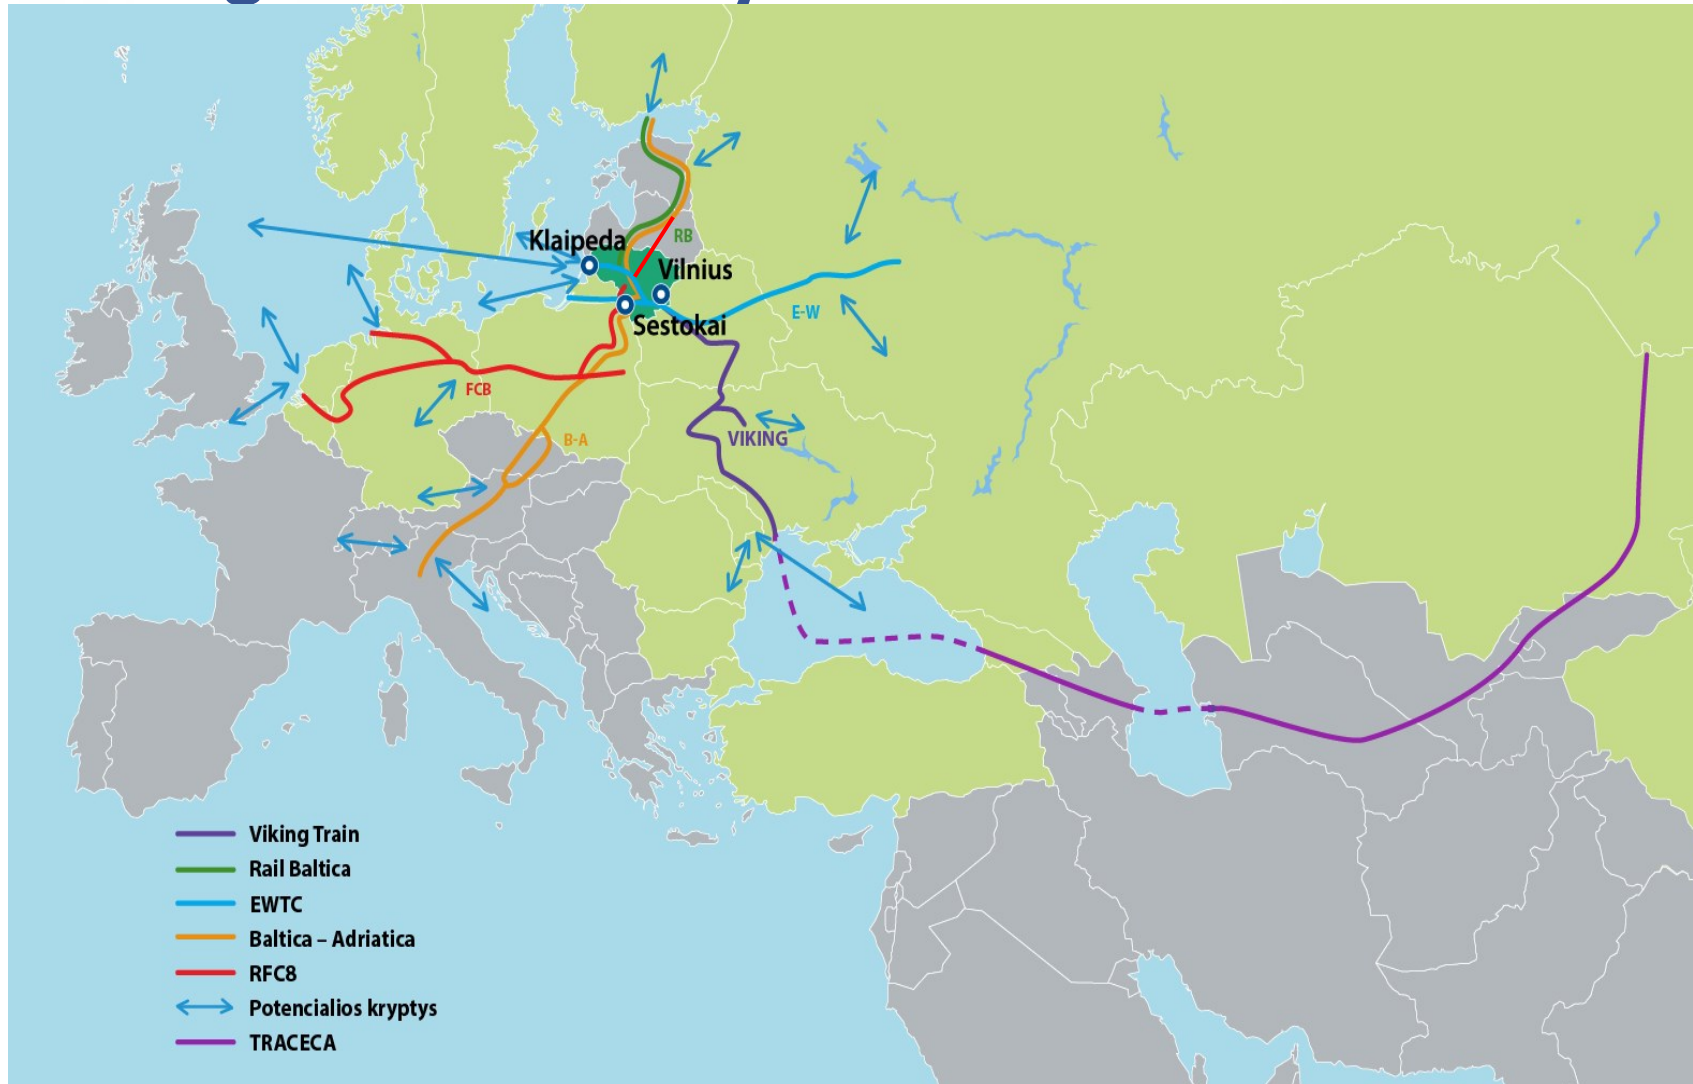 Klaipeda
RB
Vilnius
E-W
Sestokai
FCB
B-A
VIKING
Viking Train
Rail Baltica
EWTC
Baltica – Adriatica
RFC8
Potencialios kryptys
TRACECA